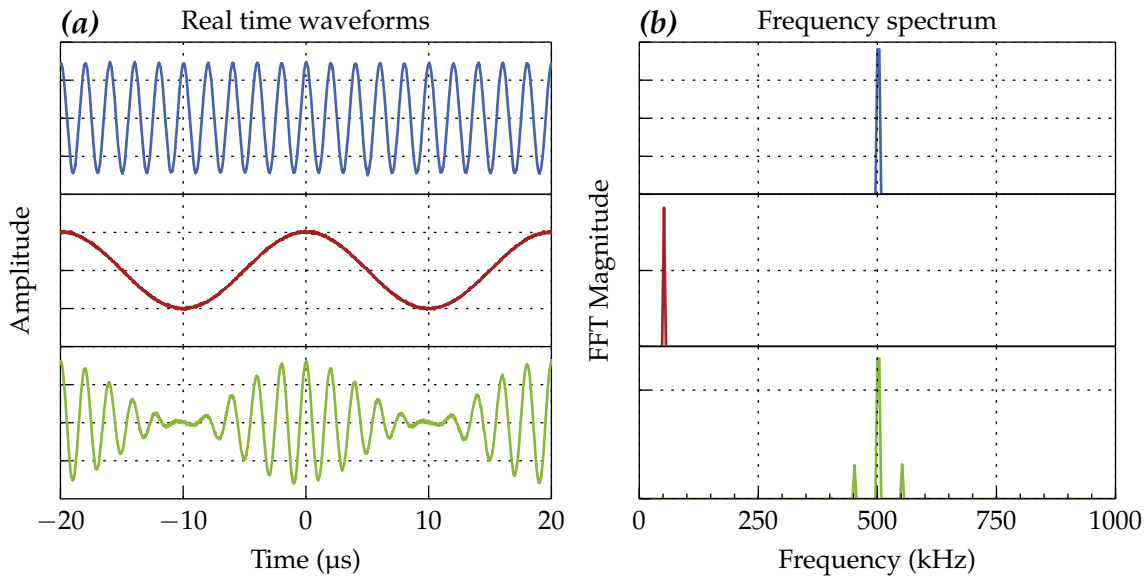 (a) Real time waveforms
(b) Frequency spectrum
Amplitude
FFT Magnitude
−20 −10 0 10 20
0 250 500 750 1000
Time (µs)
Frequency (kHz)